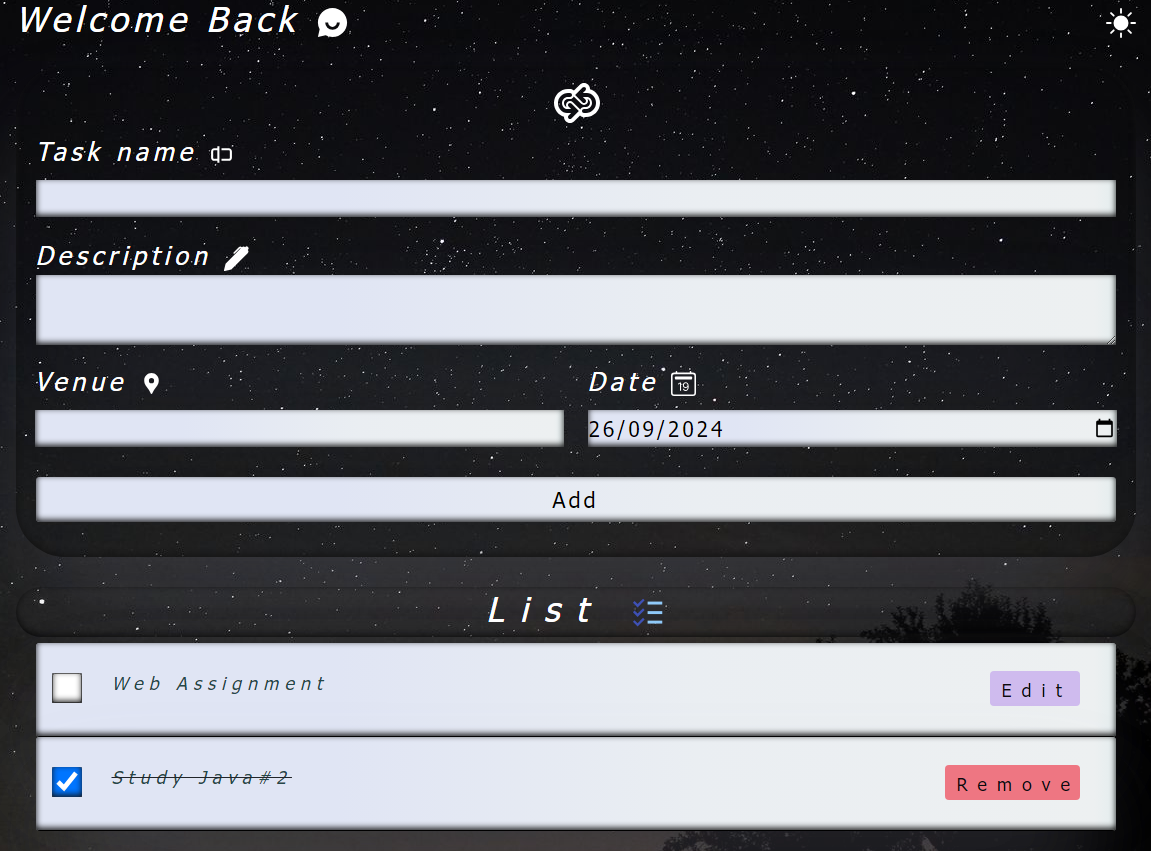 Welcome Back
Task name
Description
Venue
Date 19
26/09/2024
Add
List
Web Assignment
Edit
Study Java#2
Remove